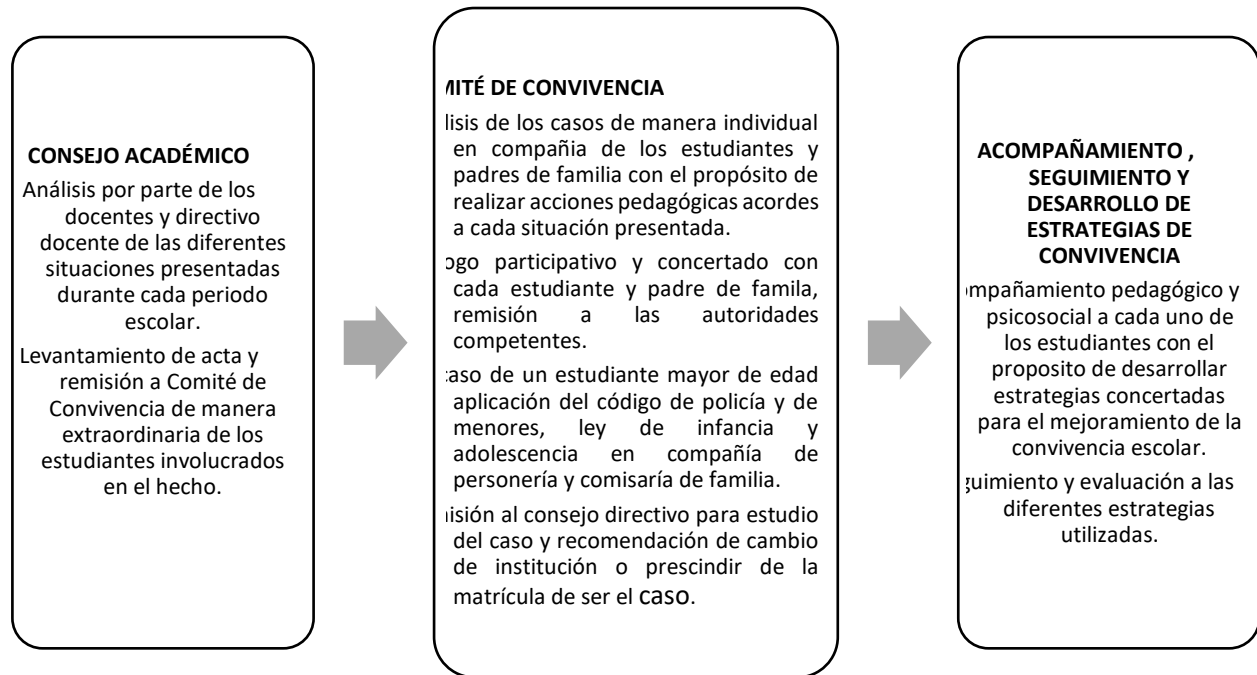 CONSEJO ACADÉMICO
Análisis por parte de los
docentes y directivo
docente de las diferentes
situaciones presentadas
durante cada periodo
escolar.
Levantamiento de acta y
remisión a Comité de
Convivencia de manera
extraordinaria de los
estudiantes involucrados
en el hecho.
MITÉ DE CONVIVENCIA
lisis de los casos de manera individual
en compañia de los estudiantes y
padres de familia con el propósito de
realizar acciones pedagógicas acordes
a cada situación presentada.
ogo participativo y concertado con
cada estudiante y padre de famila,
remisión a las autoridades
competentes.
caso de un estudiante mayor de edad
aplicación del código de policía y de
menores, ley de infancia y
adolescencia en compañía de
personería y comisaría de familia.
isión al consejo directivo para estudio
del caso y recomendación de cambio
de institución o prescindir de la
matrícula de ser el caso.
ACOMPAÑAMIENTO ,
SEGUIMIENTO Y
DESARROLLO DE
ESTRATEGIAS DE
CONVIVENCIA
mpañamiento pedagógico y
psicosocial a cada uno de
los estudiantes con el
proposito de desarrollar
estrategias concertadas
para el mejoramiento de la
convivencia escolar.
guimiento y evaluación a las
diferentes estrategias
utilizadas.